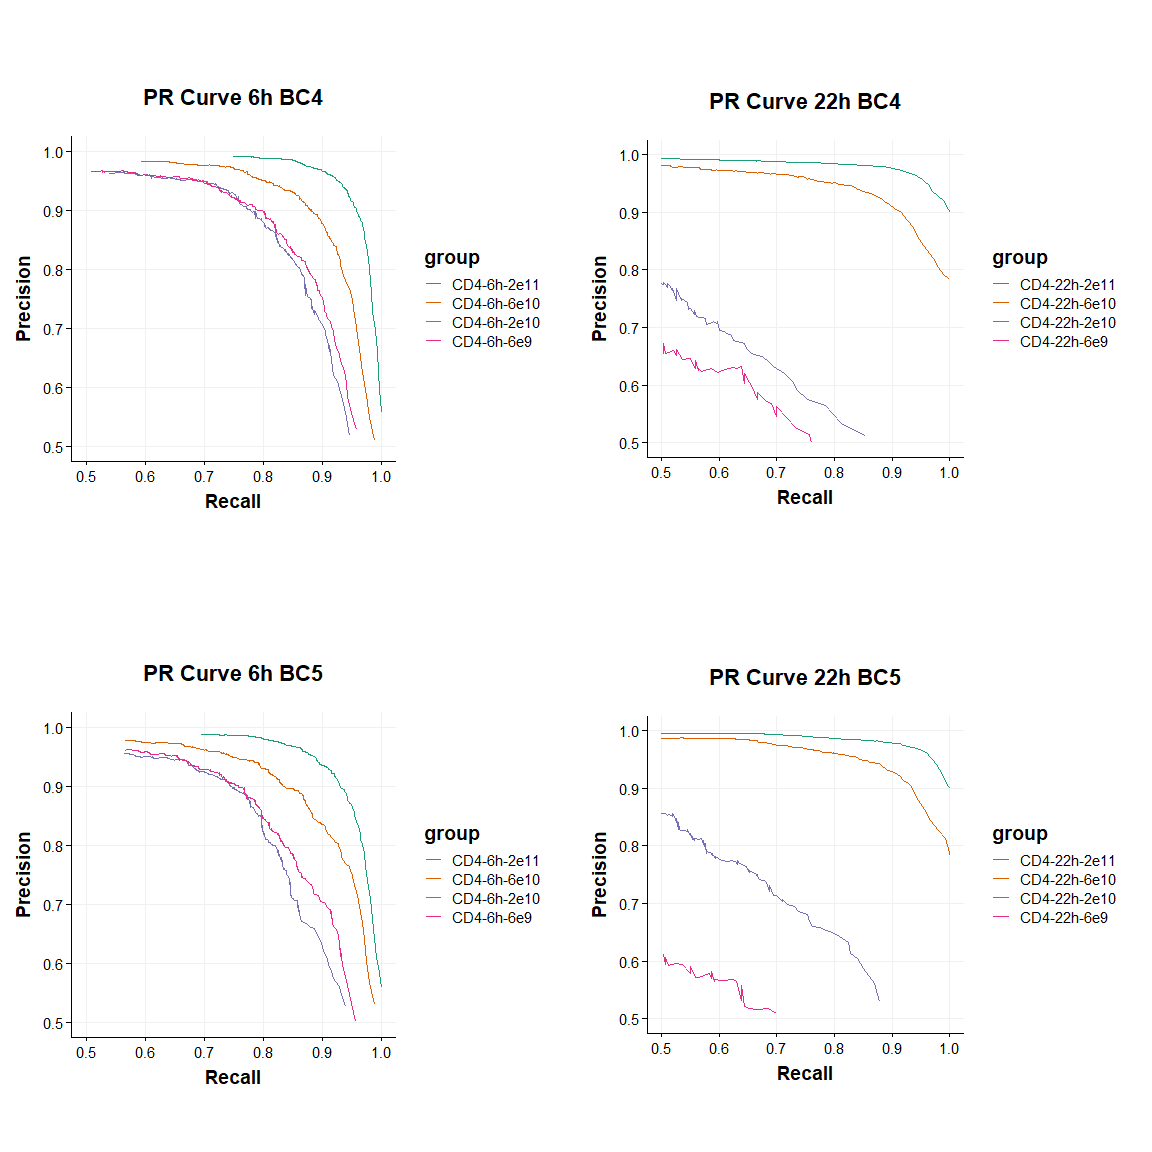 PR Curve 6h BC4
1.0
0.9
0.8
0.7
0.6
0.5
Precision
0.5 0.6 0.7 0.8 0.9 1.0
Recall
group
CD4-6h-2e11
CD4-6h-6e10
CD4-6h-2e10
CD4-6h-6e9
PR Curve 22h BC4
1.0
0.9
0.8
0.7
0.6
0.5
Precision
0.5 0.6 0.7 0.8 0.9 1.0
Recall
group
CD4-22h-2e11
CD4-22h-6e10
CD4-22h-2e10
CD4-22h-6e9
PR Curve 6h BC5
1.0
0.9
0.8
0.7
0.6
0.5
Precision
0.5 0.6 0.7 0.8 0.9 1.0
Recall
group
CD4-6h-2e11
CD4-6h-6e10
CD4-6h-2e10
CD4-6h-6e9
PR Curve 22h BC5
1.0
0.9
0.8
0.7
0.6
0.5
Precision
0.5 0.6 0.7 0.8 0.9 1.0
Recall
group
CD4-22h-2e11
CD4-22h-6e10
CD4-22h-2e10
CD4-22h-6e9